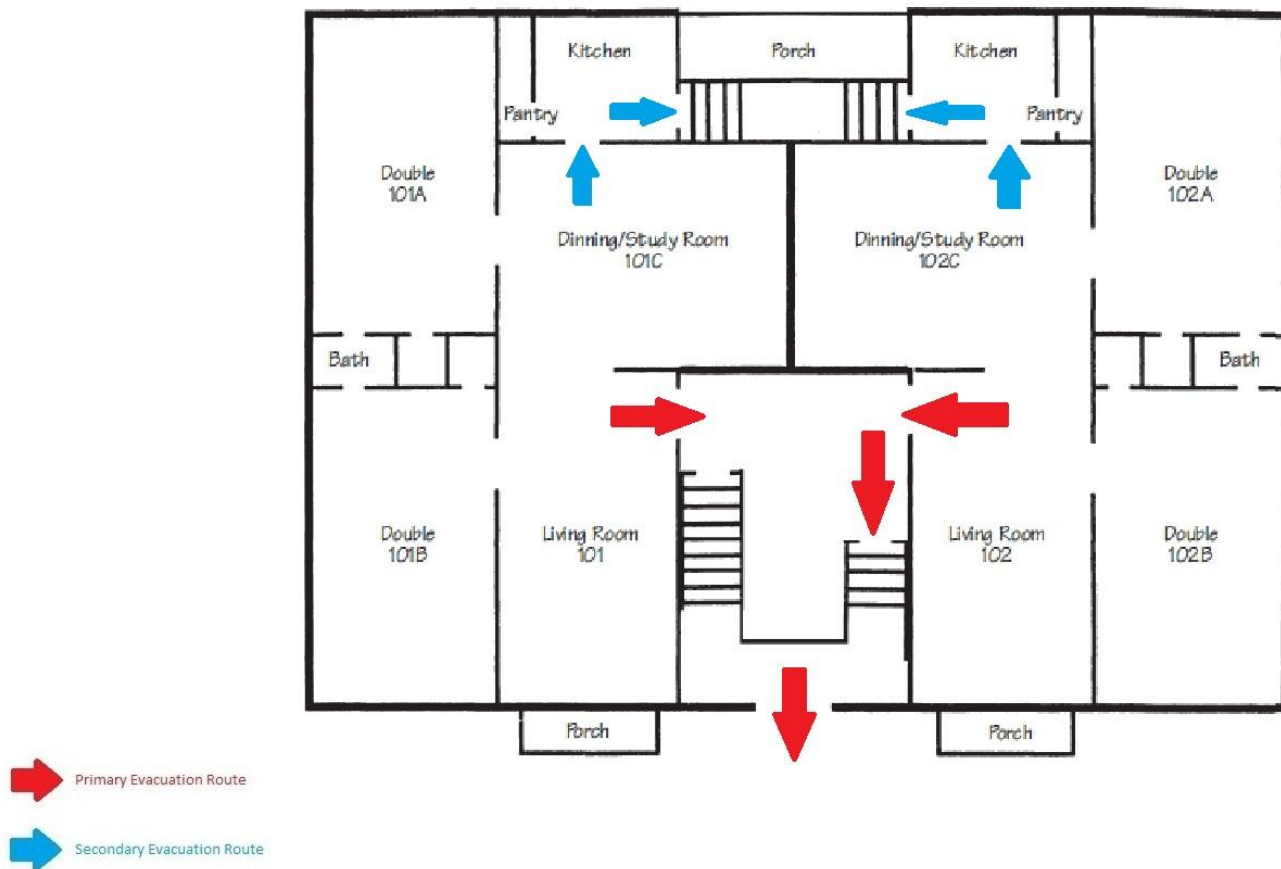 Kitchen
Porch
Kitchen
Pantry
Pantry
Double
101A
Double
102A
Dinning/Study Room
101C
Dinning/Study Room
102C
Bath
Bath
Double
101B
Living Room
101
Living Room
102
Double
102B
Porch
Porch
Primary Evacuation Route
Secondary Evacuation Route